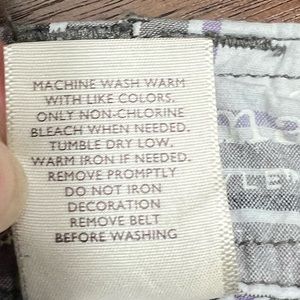 MACHINE WASH WARM
WITH LIKE COLORS.
ONLY NON-CHLORINE
BLEACH WHEN NEEDED.
TUMBLE DRY LOW.
WARM IRON IF NEEDED.
REMOVE PROMPTLY
DO NOT IRON
DECORATION
REMOVE BELT
BEFORE WASHING